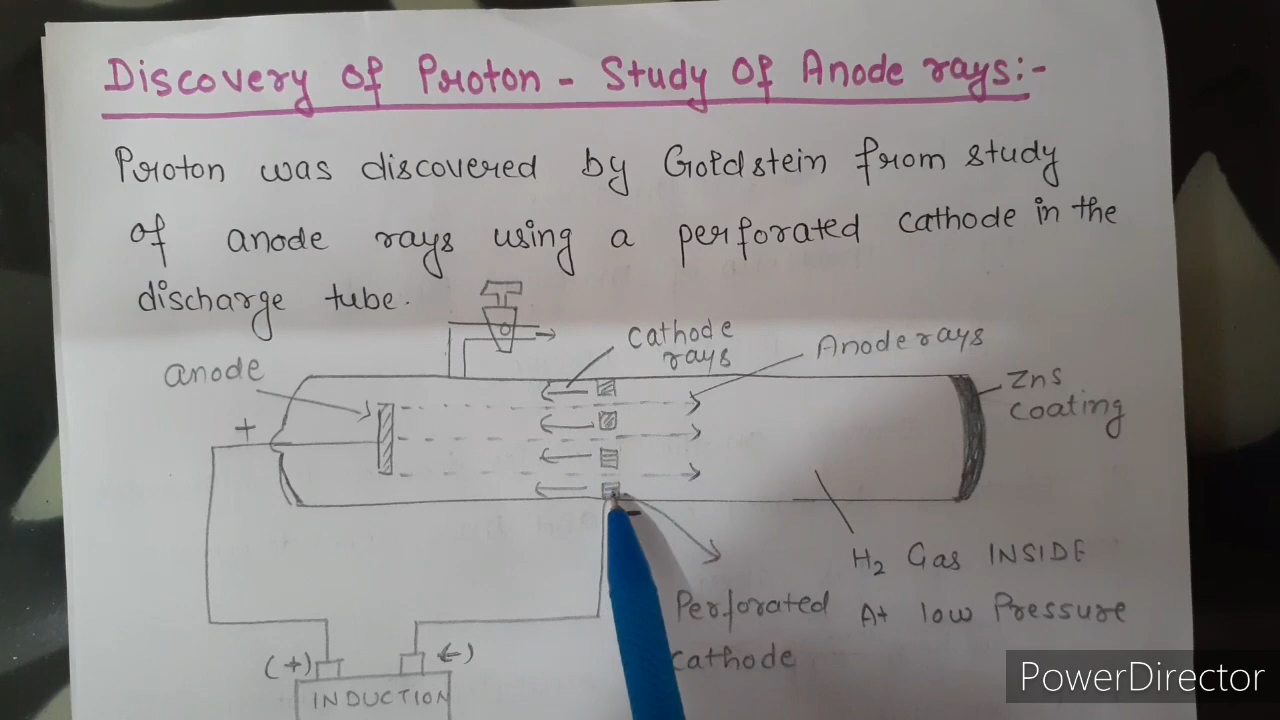 Discovery Of Proton - Study Of Anode rays:-
Proton was discovered by Goldstein from study
of anode rays using a perforated cathode in the
discharge tube.
cathode
rays
Anode rays
anode
ZnS
coating
+
-
H2 Gas INSIDE
At low Pressure
Perforated
cathode
(+)
(-)
INDUCTION
PowerDirector